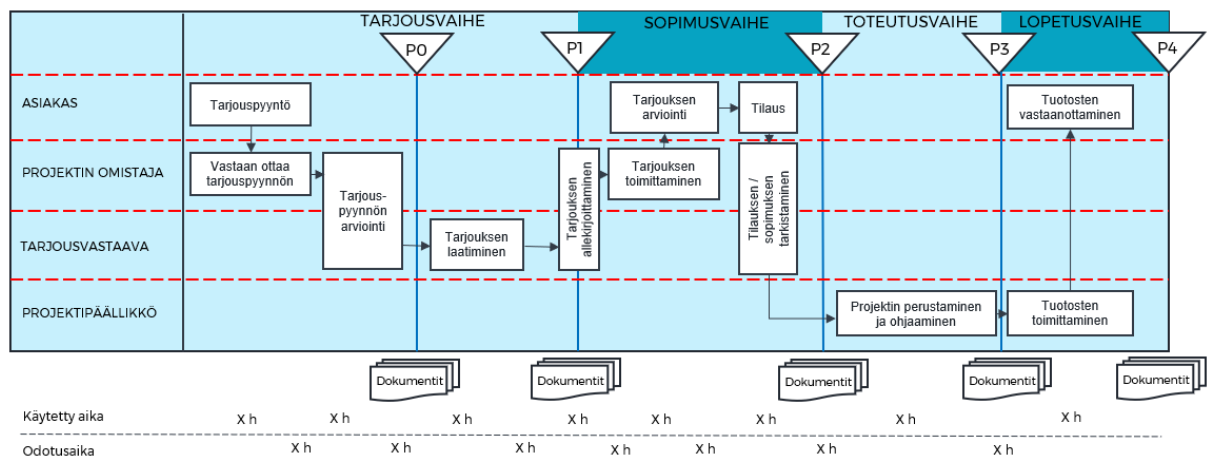 TARJOUSVAIHE
SOPIMUSVAIHE
TOTEUTUSVAIHE
LOPETUSVAIHE
P0
P1
P2
P3
P4
ASIAKAS
Tarjouspyyntö
Tarjouksen
arviointi
Tilaus
Tuotosten
vastaanottaminen
PROJEKTIN OMISTAJA
Vastaan ottaa
tarjouspyynnön
Tarjous-
pyynnön
arviointi
Tarjouksen
allekirjoittaminen
Tarjouksen
toimittaminen
Tilauksen /
sopimuksen
tarkistaminen
TARJOUSVASTAAVA
Tarjouksen
laatiminen
PROJEKTIPÄÄLLIKKÖ
Projektin perustaminen
ja ohjaaminen
Tuotosten
toimittaminen
Dokumentit
Dokumentit
Dokumentit
Dokumentit
Dokumentit
Käytetty aika
X h
X h
X h
X h
X h
X h
X h
X h
Odotusaika
X h
X h
X h
X h
X h
X h
X h